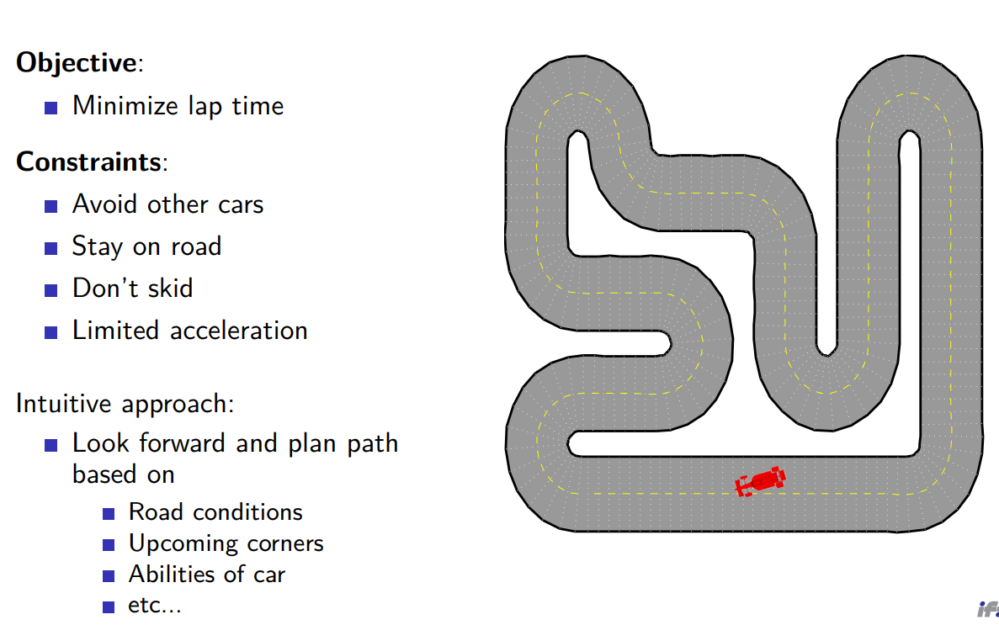 Objective:
Minimize lap time
Constraints:
Avoid other cars
Stay on road
Don't skid
Limited acceleration
Intuitive approach:
Look forward and plan path
based on
Road conditions
Upcoming corners
Abilities of car
etc...